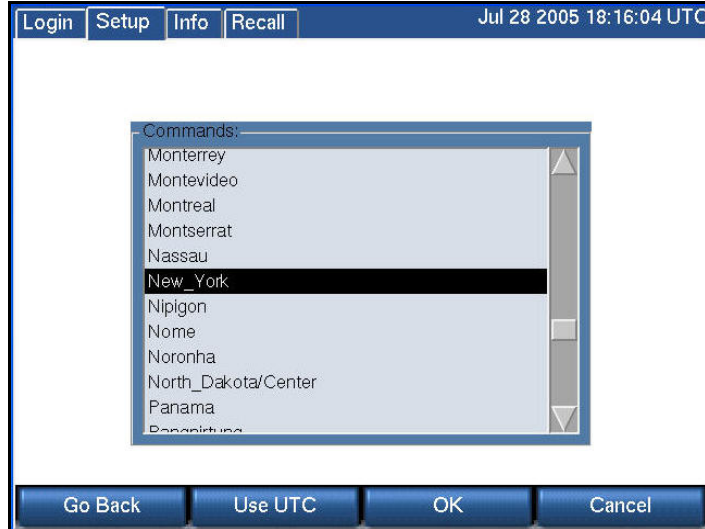 Login Setup Info Recall Jul 28 2005 18:16:04 UTC
Commands:
Monterrey
Montevideo
Montreal
Montserrat
Nassau
New_York
Nipigon
Nome
Noronha
North_Dakota/Center
Panama
Pangnirtung
Go Back Use UTC OK Cancel